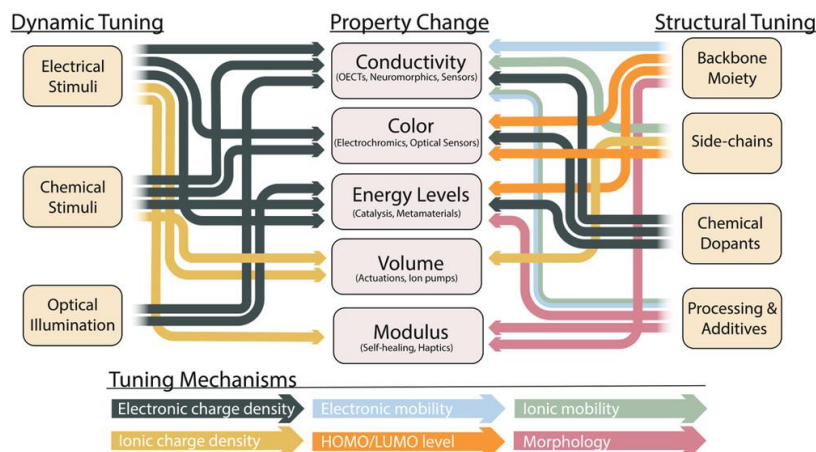 Dynamic Tuning
Property Change
Structural Tuning
Electrical
Stimuli
Chemical
Stimuli
Optical
Illumination
Conductivity
(OECTs, Neuromorphics, Sensors)
Color
(Electrochromics, Optical Sensors)
Energy Levels
(Catalysis, Metamaterials)
Volume
(Actuations, Ion pumps)
Modulus
(Self-healing, Haptics)
Backbone
Moiety
Side-chains
Chemical
Dopants
Processing &
Additives
Tuning Mechanisms
Electronic charge density
Electronic mobility
Ionic mobility
Ionic charge density
HOMO/LUMO level
Morphology